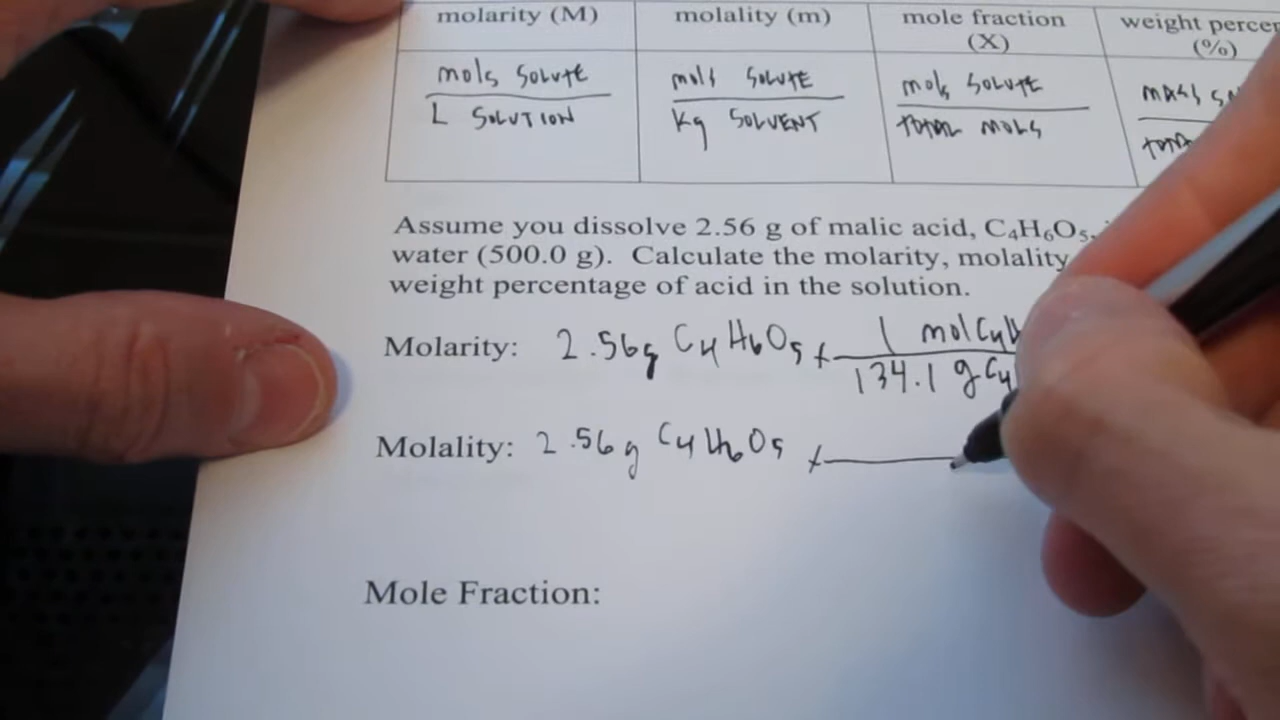 molarity (M) molality (m) mole fraction (X) weight (%)
mols SOLUTE mols SOLUTE mols SOLUTE MASS
L SOLUTION kg SOLVENT TOTAL MOLS
Assume you dissolve 2.56 g of malic acid, C₄H₆O₅,
water (500.0 g). Calculate the molarity, molality
weight percentage of acid in the solution.
Molarity: 2.56g C₄H₆O₅ x 1 mol
134.1 g
Molality: 2.56g C₄H₆O₅ x
Mole Fraction: